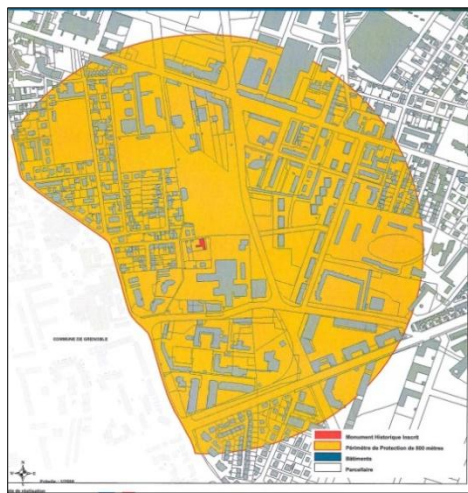 COMMUNE DE GRENOBLE
Monument Historique Inscrit
Périmètre de Protection de 500 mètres
Bâtiments
Parcellaire
N